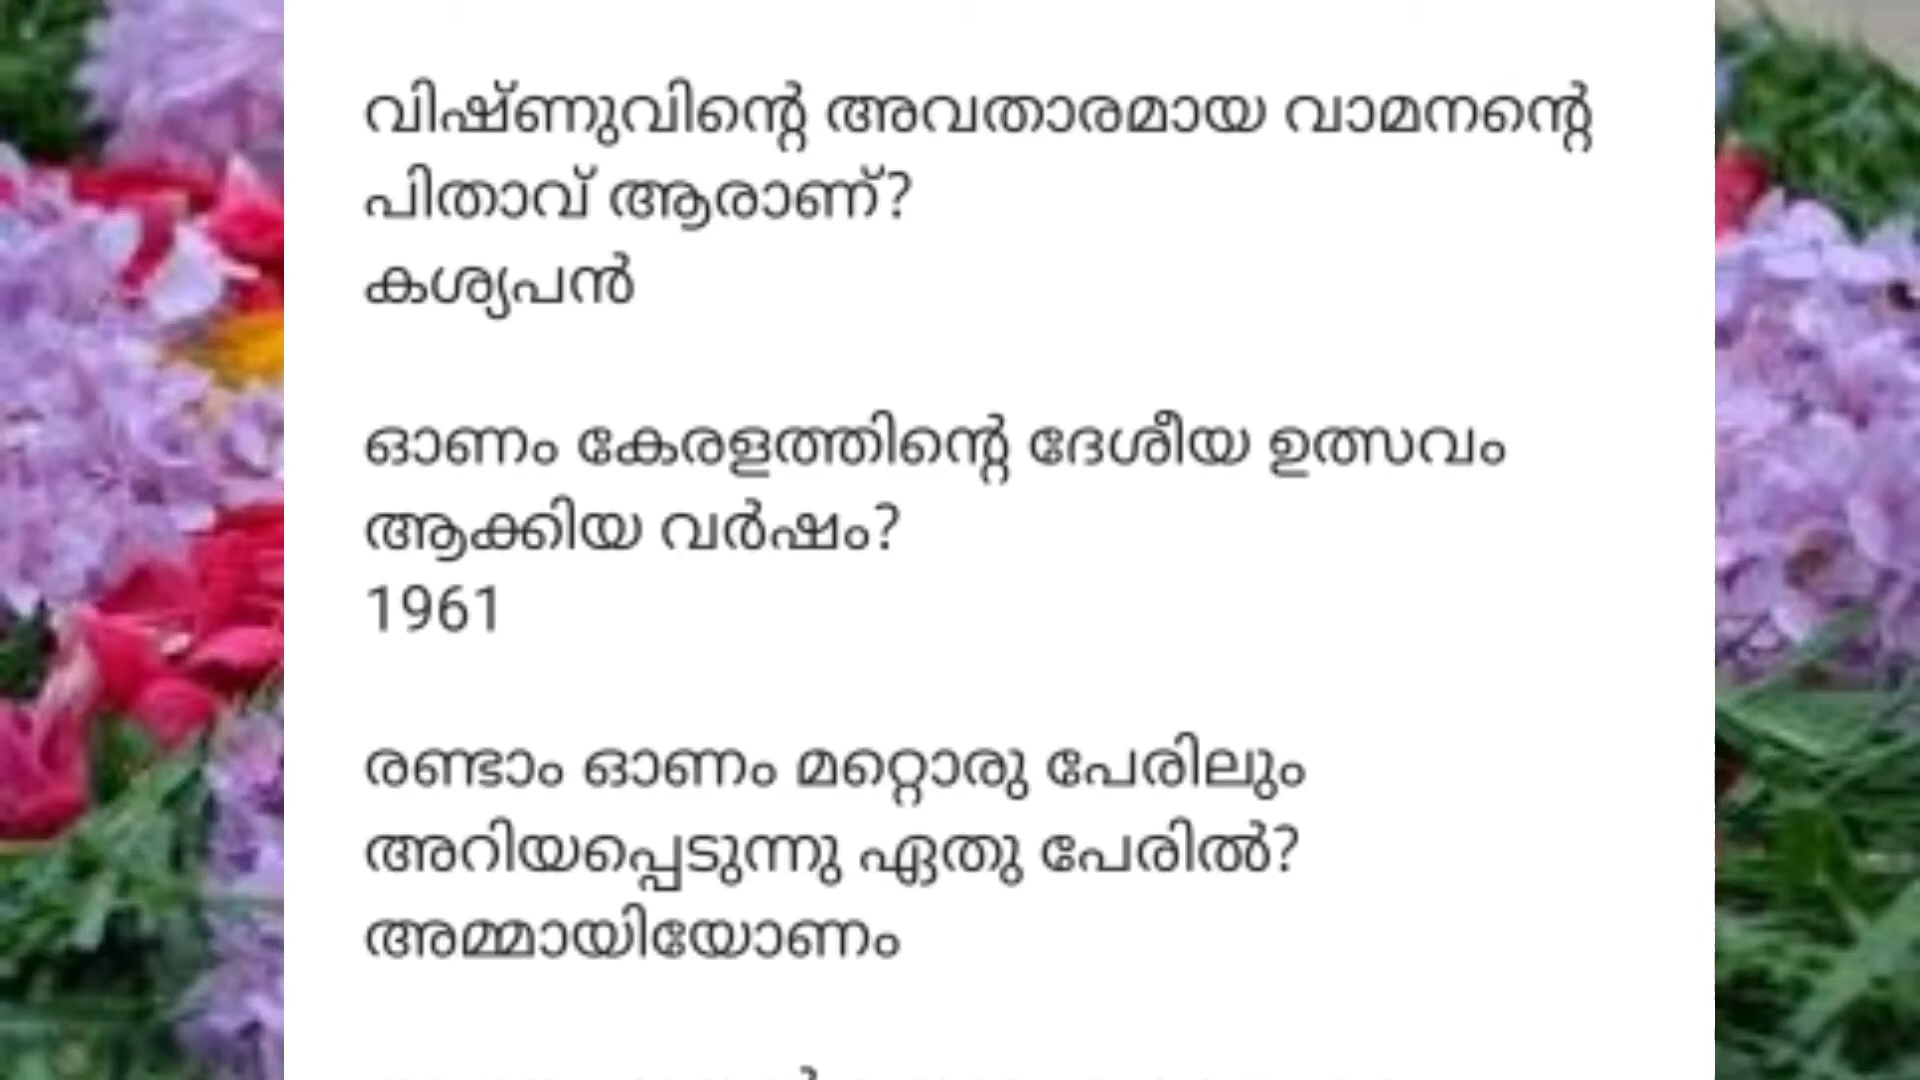 വിഷ്ണുവിന്റെ അവതാരമായ വാമനന്റെ
പിതാവ് ആരാണ്?
കശ്യപൻ
ഓണം കേരളത്തിന്റെ ദേശീയ ഉത്സവം
ആക്കിയ വർഷം?
1961
രണ്ടാം ഓണം മറ്റൊരു പേരിലും
അറിയപ്പെടുന്നു ഏതു പേരിൽ?
അമ്മായിയോണം